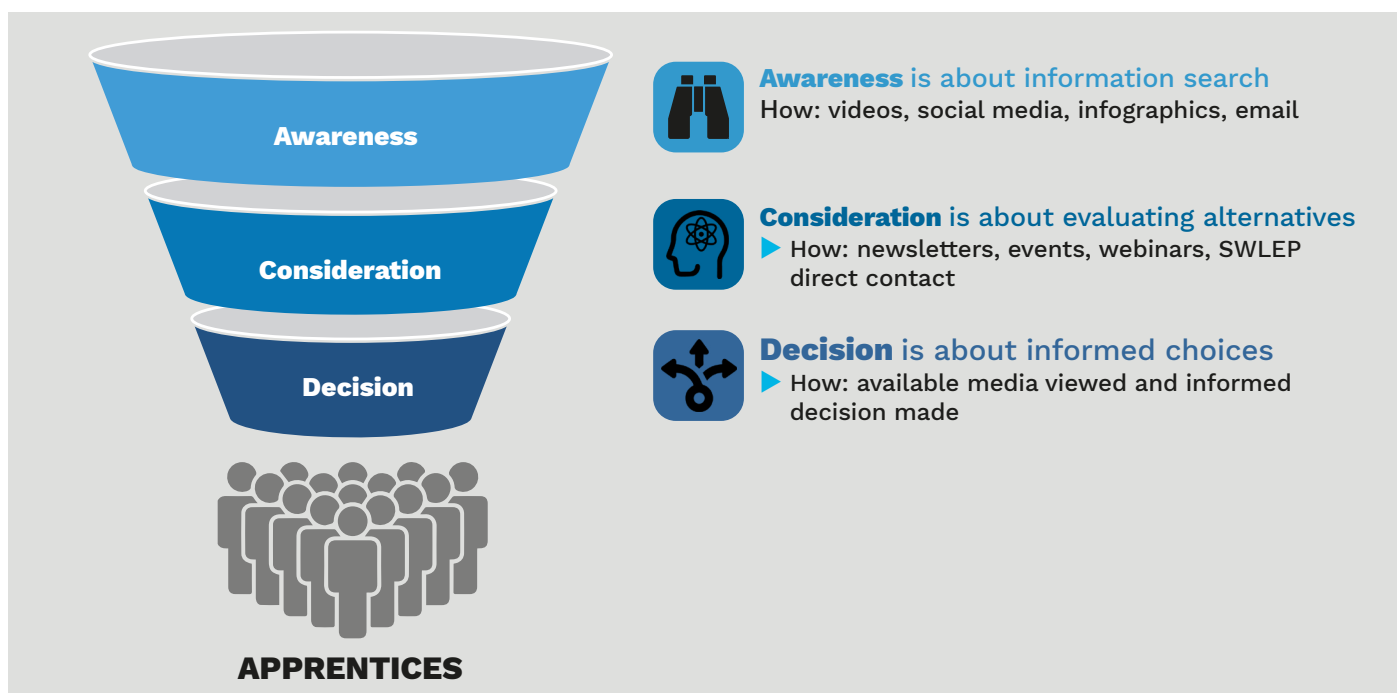 Awareness
Consideration
Decision
APPRENTICES
Awareness is about information search
How: videos, social media, infographics, email
Consideration is about evaluating alternatives
How: newsletters, events, webinars, SWLEP
direct contact
Decision is about informed choices
How: available media viewed and informed
decision made